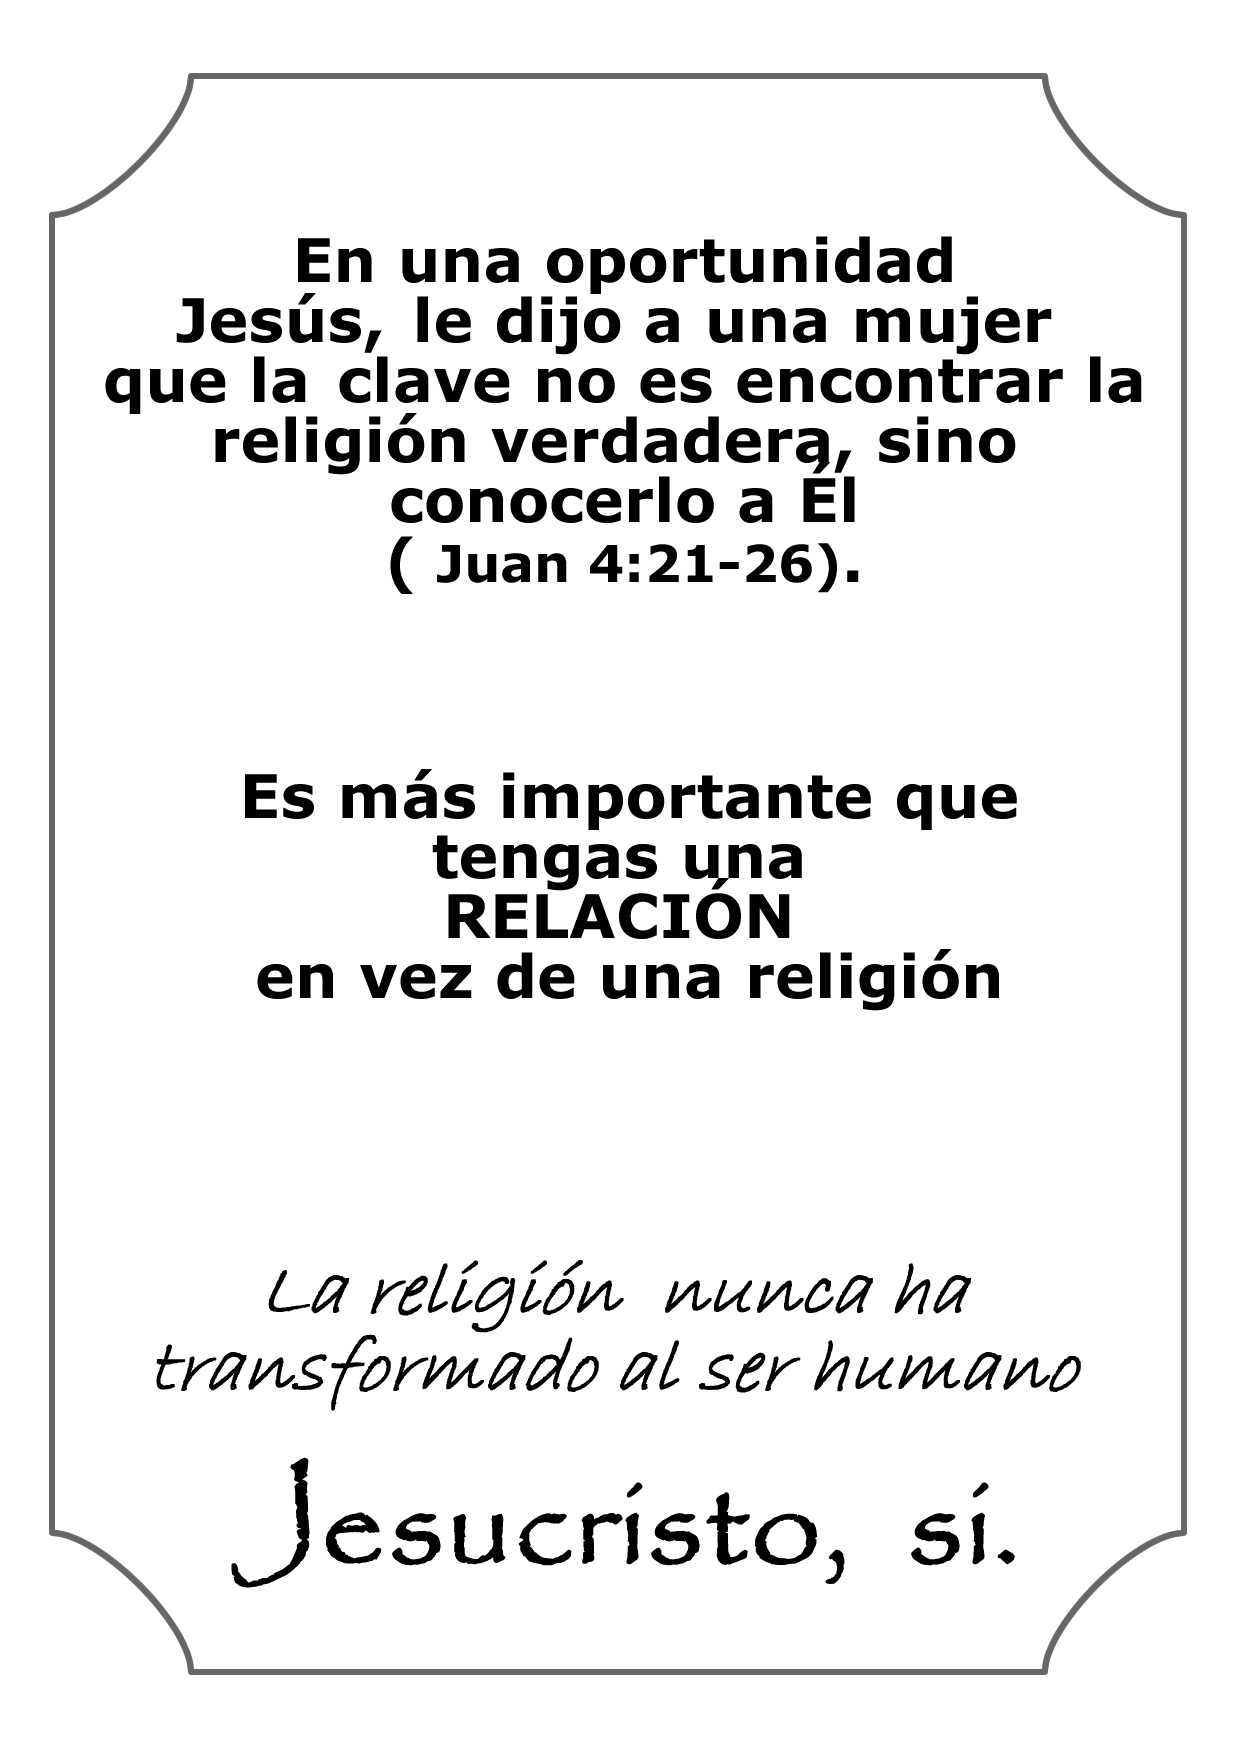 En una oportunidad
Jesús, le dijo a una mujer
que la clave no es encontrar la
religión verdadera, sino
conocerlo a Él
( Juan 4:21-26).
Es más importante que
tengas una
RELACIÓN
en vez de una religión
La religión nunca ha
transformado al ser humano
Jesucristo, sí.